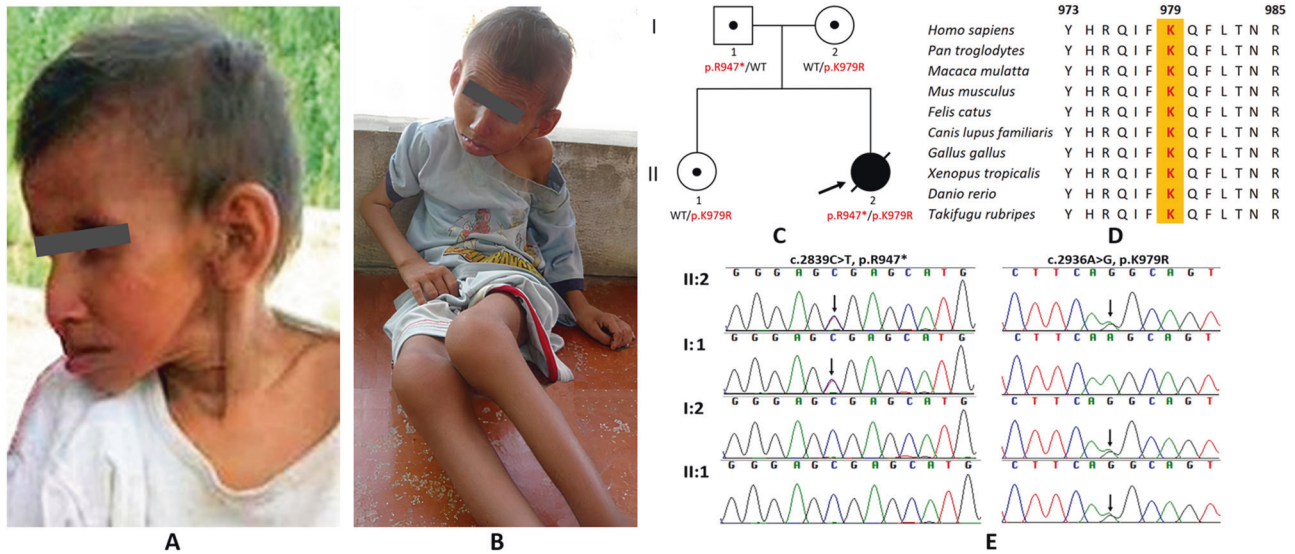 A
B
I
1
2
p.R947*/WT
WT/p.K979R
II
1
2
WT/p.K979R
p.R947*/p.K979R
C
973 979 985
Homo sapiens Y H R Q I F K Q F L T N R
Pan troglodytes Y H R Q I F K Q F L T N R
Macaca mulatta Y H R Q I F K Q F L T N R
Mus musculus Y H R Q I F K Q F L T N R
Felis catus Y H R Q I F K Q F L T N R
Canis lupus familiaris Y H R Q I F K Q F L T N R
Gallus gallus Y H R Q I F K Q F L T N R
Xenopus tropicalis Y H R Q I F K Q F L T N R
Danio rerio Y H R Q I F K Q F L T N R
Takifugu rubripes Y H R Q I F K Q F L T N R
D
c.2839C>T, p.R947* c.2936A>G, p.K979R
II:2 G G G A G C G A G C A T G C T T C A G G C A G T
I:1 G G G A G C G A G C A T G C T T C A A G C A G T
I:2 G G G A G C G A G C A T G C T T C A G G C A G T
II:1 G G G A G C G A G C A T G C T T C A G G C A G T
E